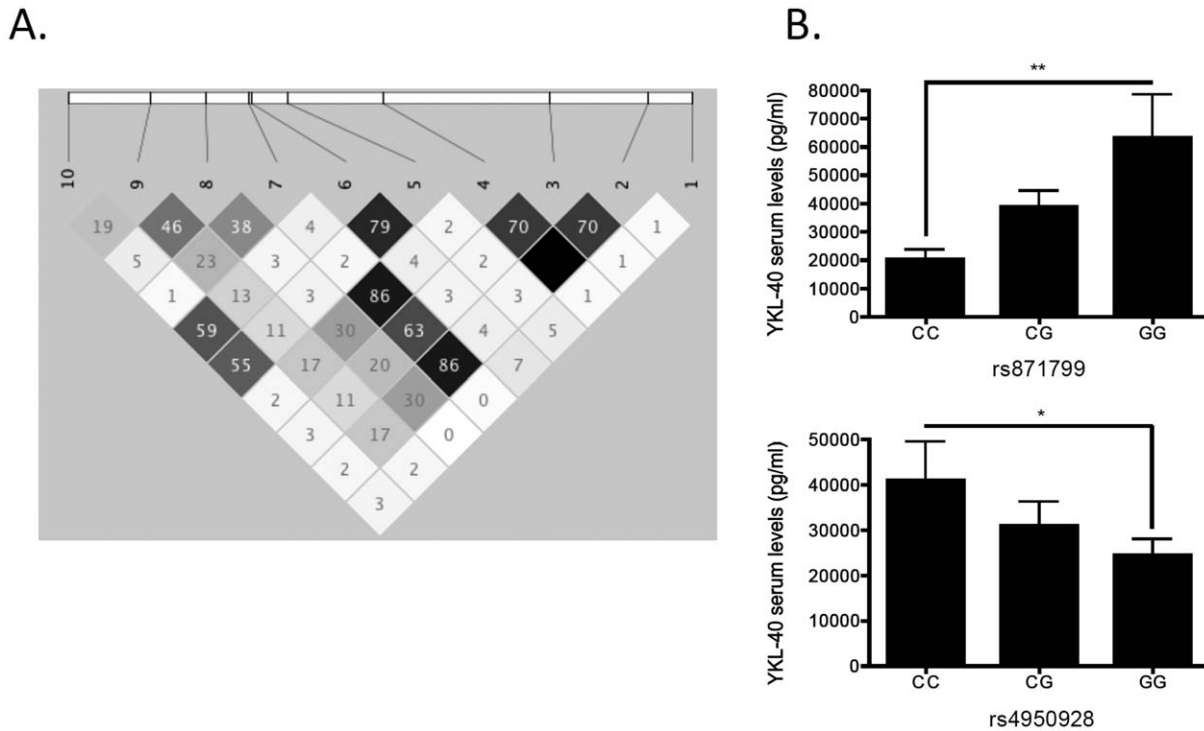 A.
10 9 8 7 6 5 4 3 2 1
19 46 38 4 79 2 70 70 1
5 23 3 2 4 2 1
1 13 3 86 3 3 1
59 11 30 63 4 5
55 17 20 86 7
2 11 30 0
3 17 0
2 2
3
B.
**
YKL-40 serum levels (pg/ml)
80000
70000
60000
50000
40000
30000
20000
10000
0
CC CG GG
rs871799
*
YKL-40 serum levels (pg/ml)
50000
40000
30000
20000
10000
0
CC CG GG
rs4950928